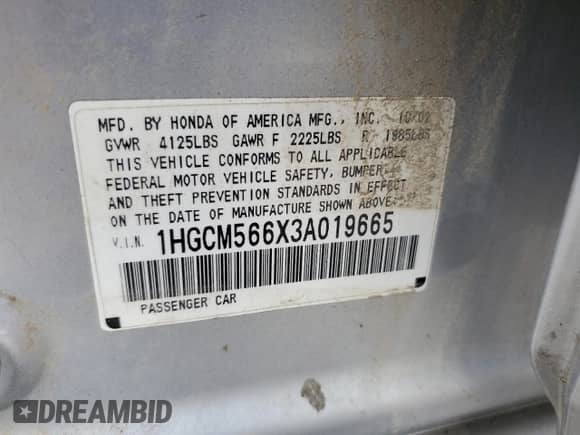 MFD. BY HONDA OF AMERICA MFG., INC. 10/02
GVWR 4125LBS GAWR F 2225LBS R 1985LBS
THIS VEHICLE CONFORMS TO ALL APPLICABLE
FEDERAL MOTOR VEHICLE SAFETY, BUMPER,
AND THEFT PREVENTION STANDARDS IN EFFECT
ON THE DATE OF MANUFACTURE SHOWN ABOVE.
V.I.N. 1HGCM566X3A019665
PASSENGER CAR
DREAMBID